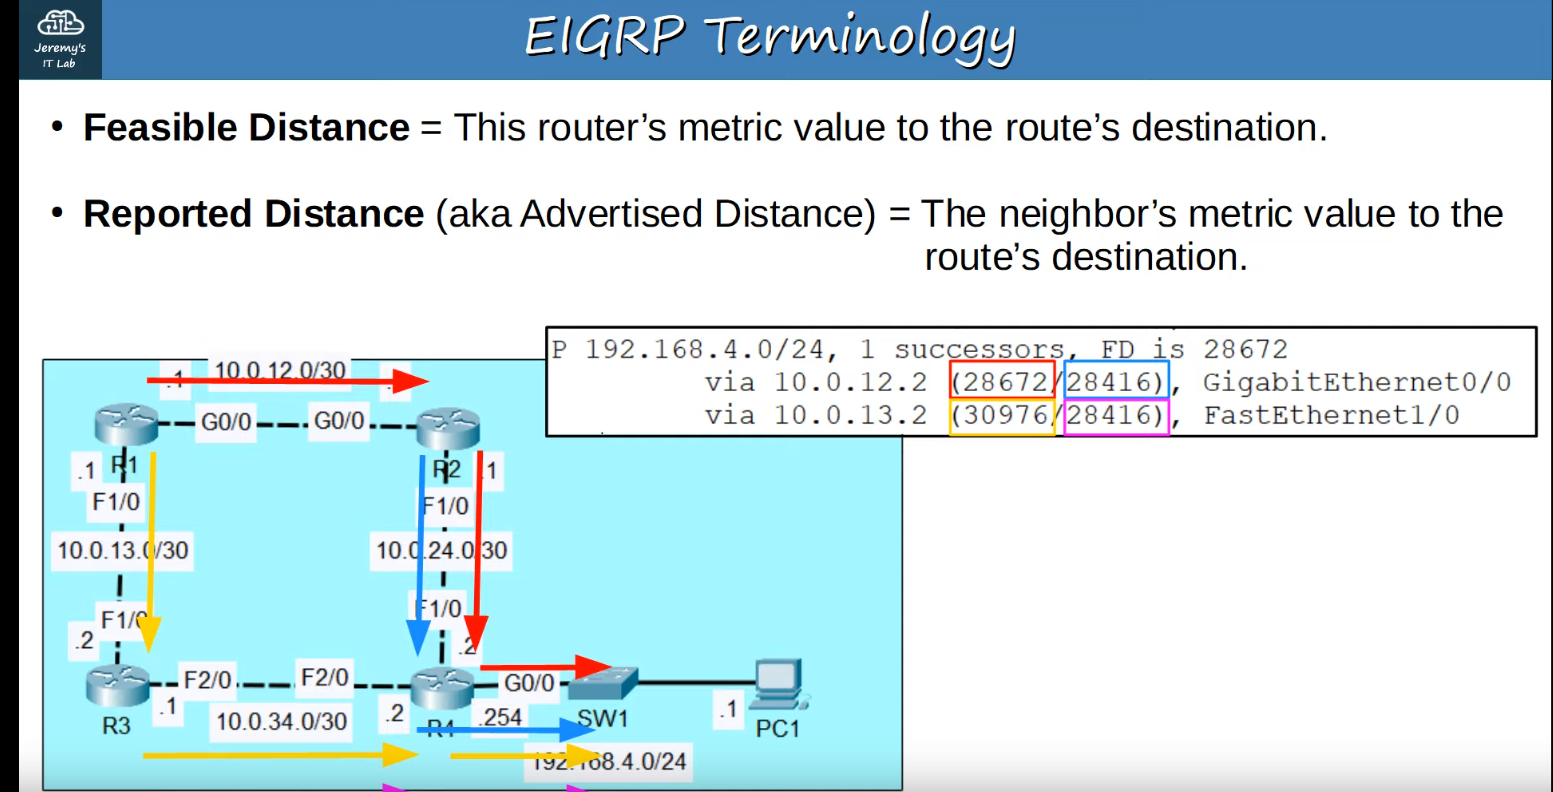 Jeremy's
IT Lab
EIGRP Terminology
• Feasible Distance = This router's metric value to the route's destination.
• Reported Distance (aka Advertised Distance) = The neighbor's metric value to the
route's destination.
P 192.168.4.0/24, 1 successors, FD is 28672
via 10.0.12.2 (28672/28416), GigabitEthernet0/0
via 10.0.13.2 (30976/28416), FastEthernet1/0
.1 10.0.12.0/30
G0/0 G0/0
.1 R1 R2 .1
F1/0 F1/0
10.0.13.0/30 10.0.24.0/30
F1/0 F1/0
.2 .2
F2/0 F2/0 G0/0
R3 .1 10.0.34.0/30 .2 R4 .254 SW1 .1 PC1
192.168.4.0/24